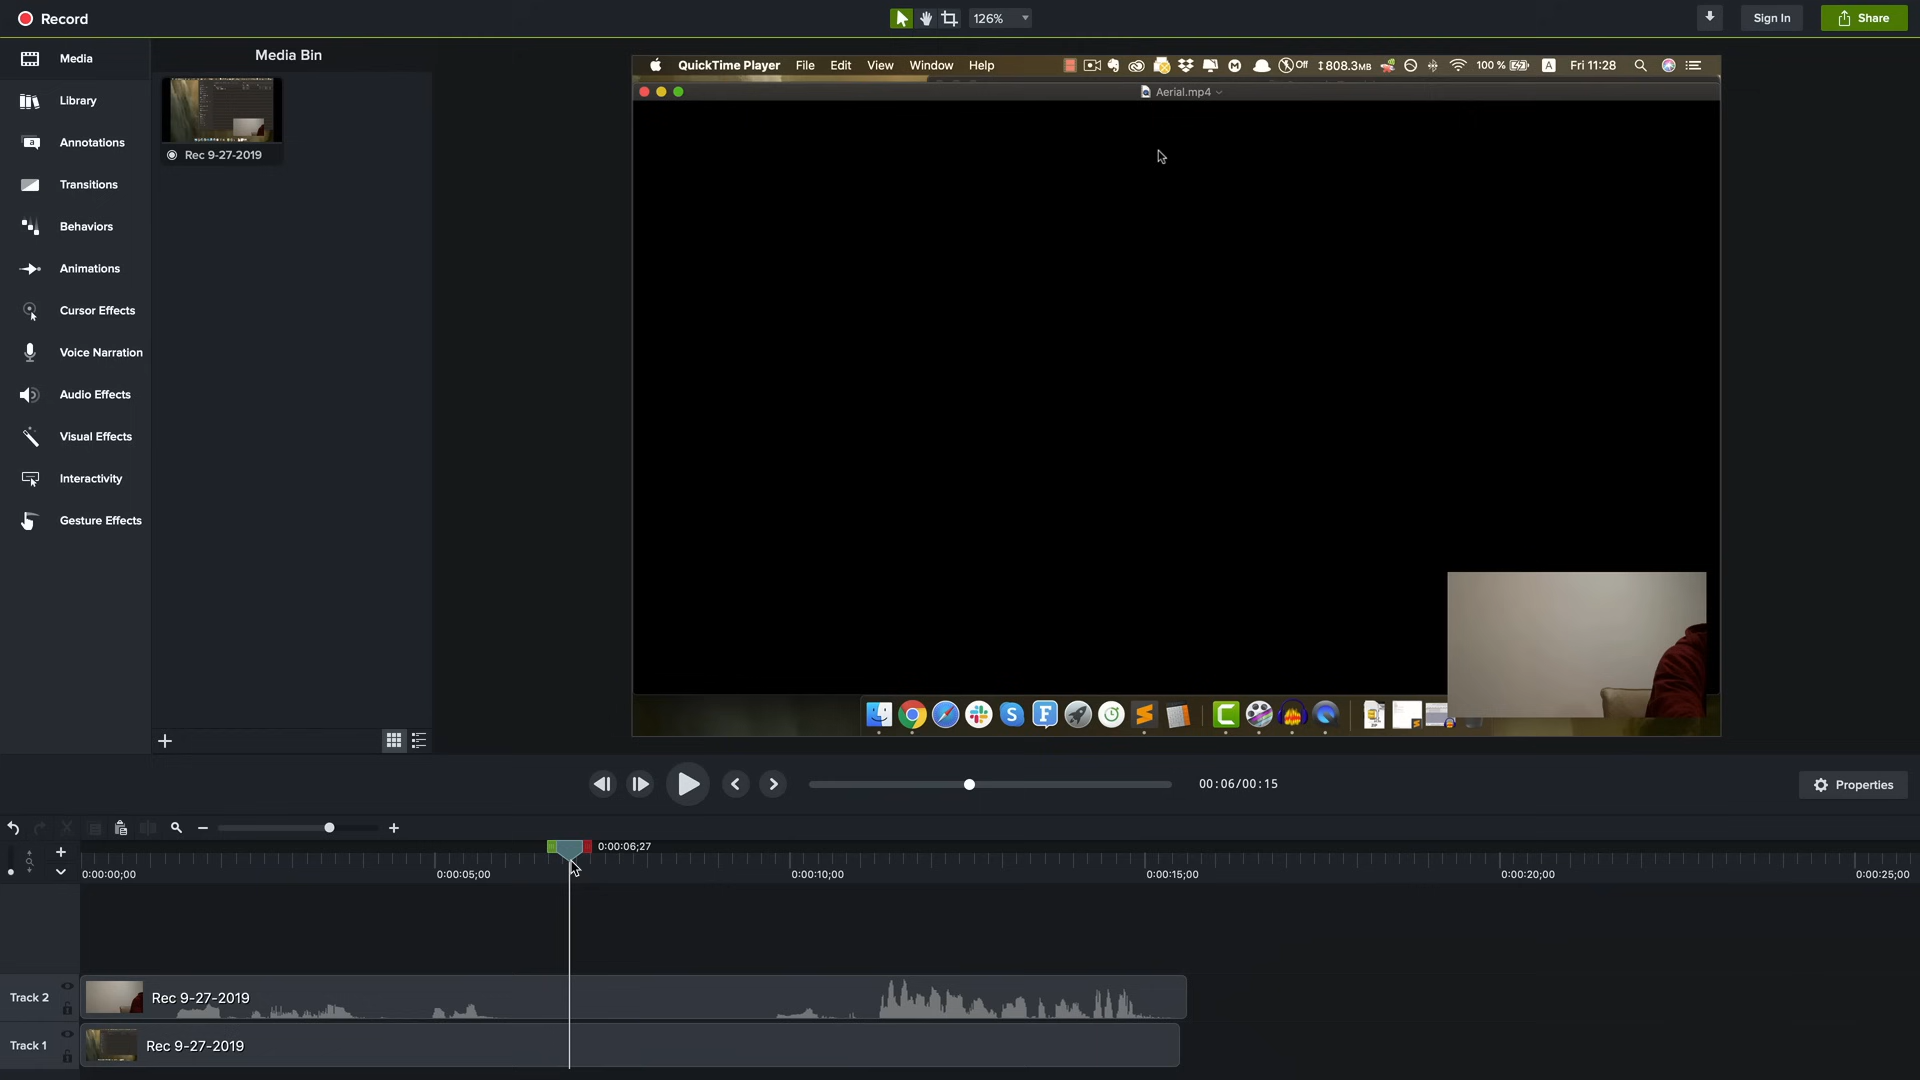 Record
126%
Sign In
Share
Media
Library
Annotations
Transitions
Behaviors
Animations
Cursor Effects
Voice Narration
Audio Effects
Visual Effects
Interactivity
Gesture Effects
Media Bin
Rec 9-27-2019
QuickTime Player File Edit View Window Help
Off 808.3MB 100 % A Fri 11:28
Aerial.mp4
00:06/00:15
Properties
0:00:06;27
0:00:00;00 0:00:05;00 0:00:10;00 0:00:15;00 0:00:20;00 0:00:25;00
Track 2 Rec 9-27-2019
Track 1 Rec 9-27-2019